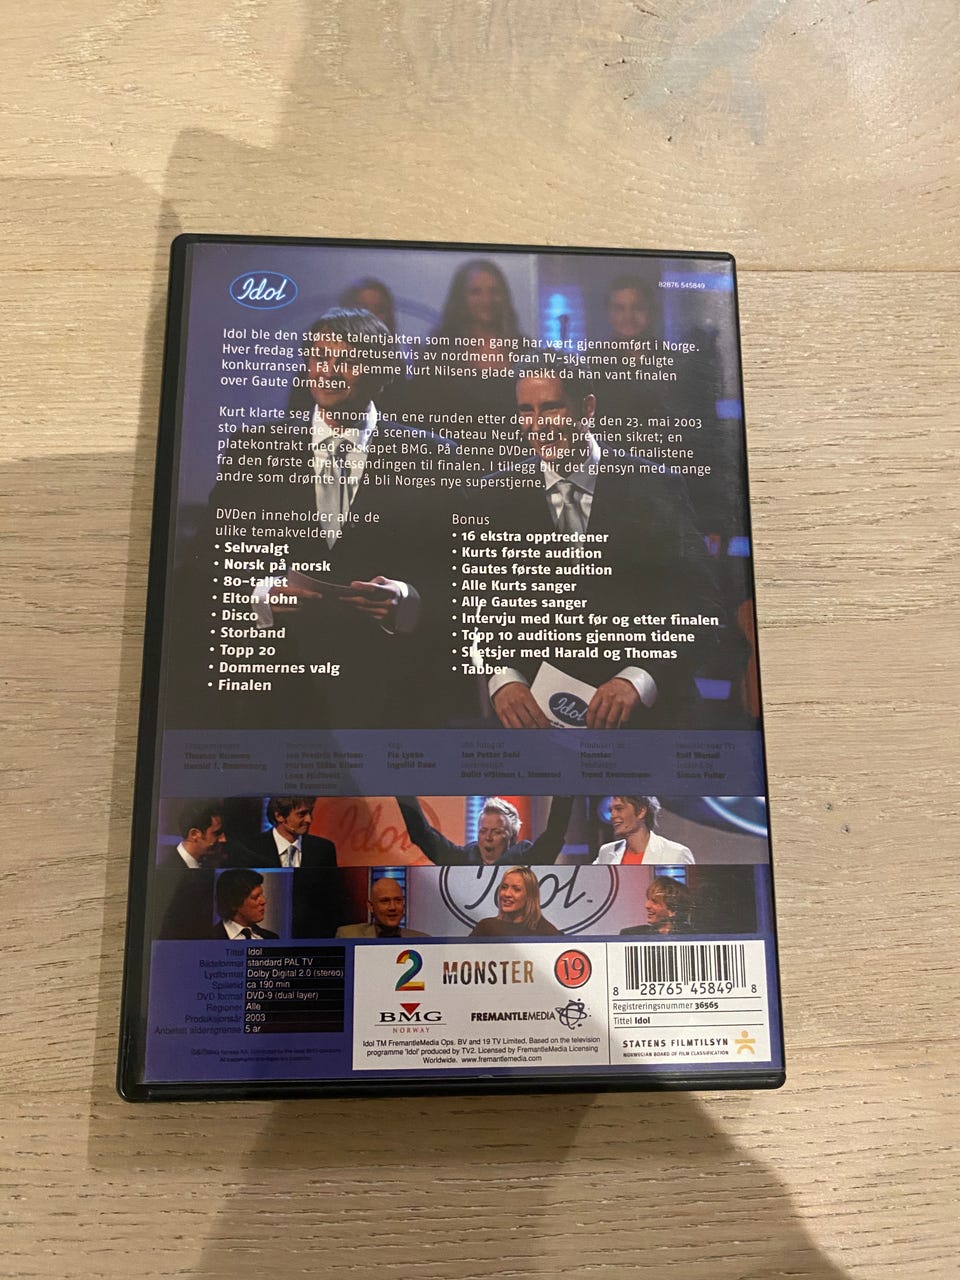 Idol
82876 545849
Idol ble den største talentjakten som noen gang har vært gjennomført i Norge.
Hver fredag satt hundretusenvis av nordmenn foran TV-skjermen og fulgte
konkurransen. Få vil glemme Kurt Nilsens glade ansikt da han vant finalen
over Gaute Ormåsen.
Kurt klarte seg gjennom den ene runden etter den andre, og den 23. mai 2003
sto han seirende igjen på scenen i Chateau Neuf, med 1. premien sikret; en
platekontrakt med selskapet BMG. På denne DVDen følger vi de 10 finalistene
fra den første direktesendingen til finalen. I tillegg blir det gjensyn med mange
andre som drømte om å bli Norges nye superstjerne.
DVDen inneholder alle de
ulike temakveldene
• Selvvalgt
• Norsk på norsk
• 80-tallet
• Elton John
• Disco
• Storband
• Topp 20
• Dommernes valg
• Finalen
Bonus
• 16 ekstra opptredener
• Kurts første audition
• Gautes første audition
• Alle Kurts sanger
• Alle Gautes sanger
• Intervju med Kurt før og etter finalen
• Topp 10 auditions gjennom tidene
• Sketsjer med Harald og Thomas
• Tabber
Idol
Simon Fuller
Idol
Idol
Tittel Idol
Bildeformat standard PAL TV
Lydformat Dolby Digital 2.0 (stereo)
Spilletid ca 190 min
DVD format DVD-9 (dual layer)
Regioner Alle
Produksjonsår 2003
Anbefalt aldersgrense 5 år
2 MONSTER 19
BMG
NORWAY
FREMANTLEMEDIA
Idol TM FremantleMedia Ops. BV and 19 TV Limited. Based on the television
programme 'Idol' produced by TV2. Licensed by FremantleMedia Licensing
Worldwide. www.fremantlemedia.com
8 28765 45849 8
Registreringsnummer 36565
Tittel Idol
STATENS FILMTILSYN
NORWEGIAN BOARD OF FILM CLASSIFICATION